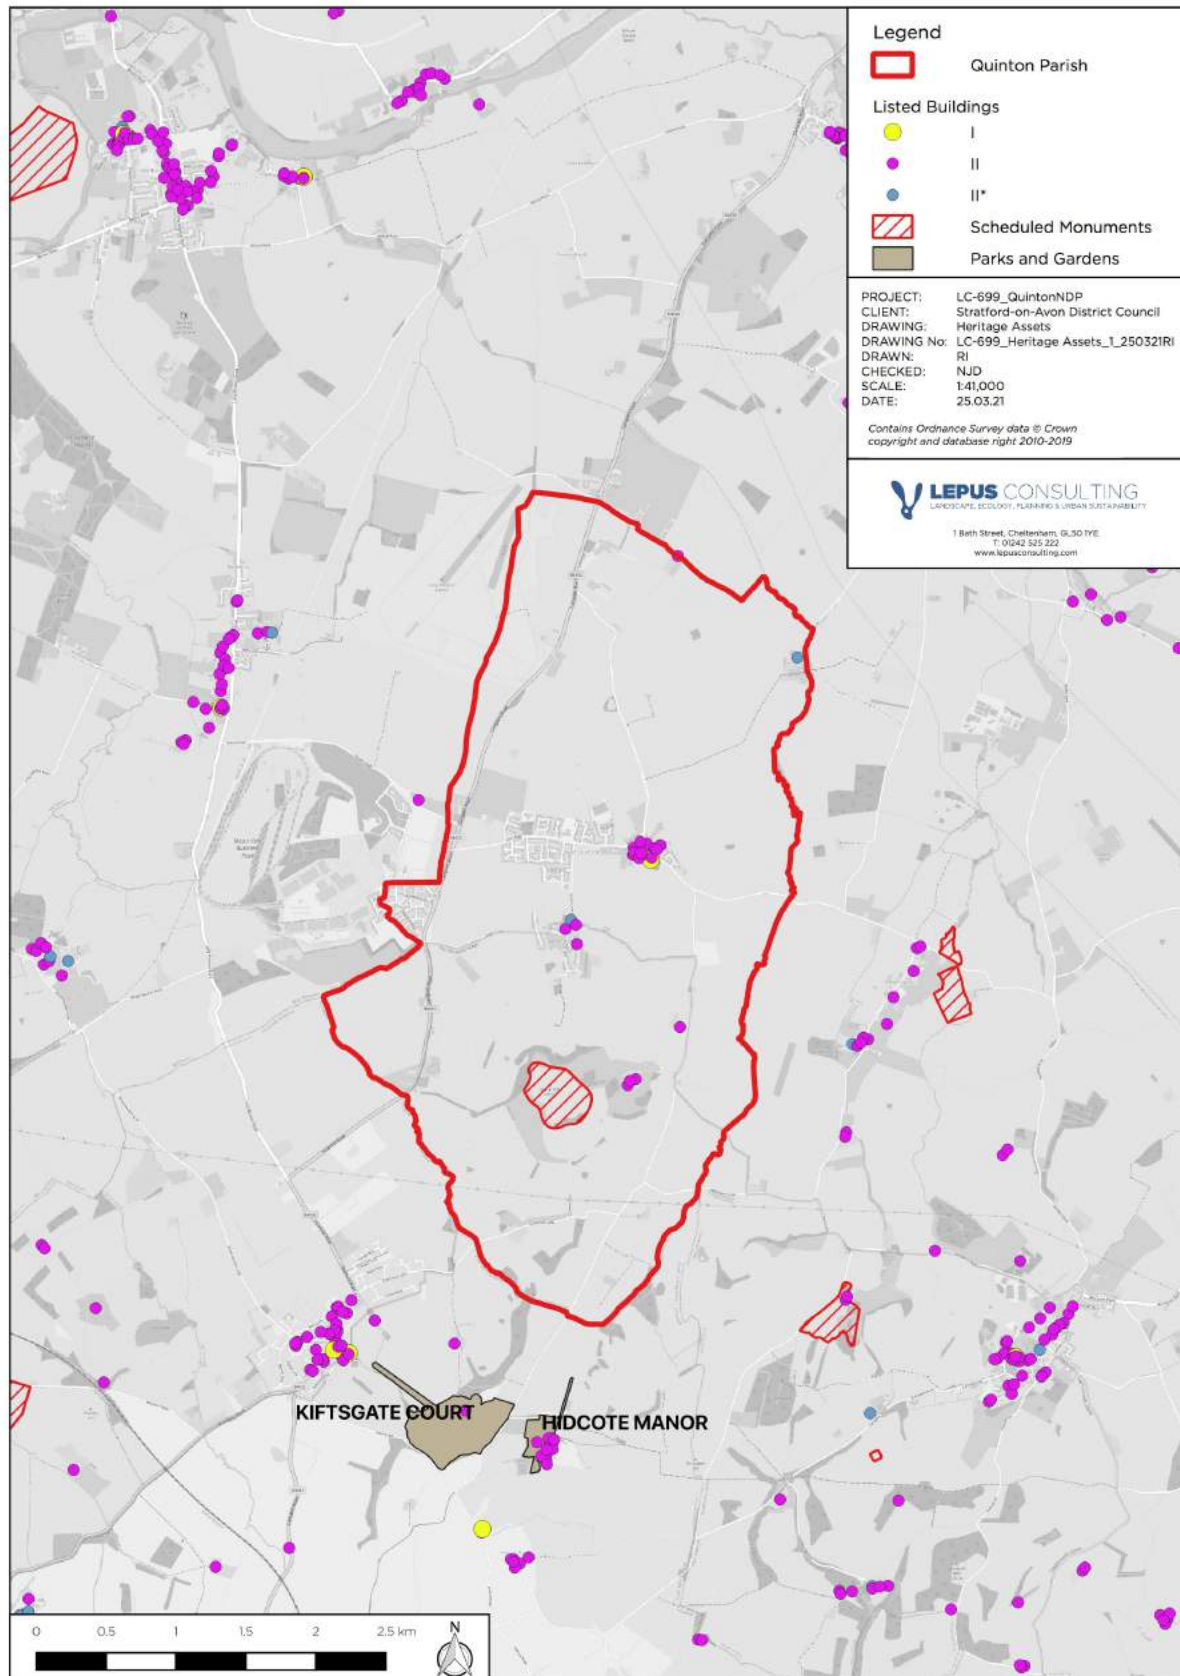 Legend
Quinton Parish
Listed Buildings
I
II
II*
Scheduled Monuments
Parks and Gardens
PROJECT: LC-699_QuintonNDP
CLIENT: Stratford-on-Avon District Council
DRAWING: Heritage Assets
DRAWING No: LC-699_Heritage Assets_1_250321RI
DRAWN: RI
CHECKED: NJD
SCALE: 1:41,000
DATE: 25.03.21
Contains Ordnance Survey data © Crown
copyright and database right 2010-2019
LEPUS CONSULTING
LANDSCAPE, ECOLOGY, PLANNING & URBAN SUSTAINABILITY
1 Bath Street, Cheltenham, GL50 1YE
T: 01242 525 222
www.lepusconsulting.com
KIFTSGATE COURT
HIDCOTE MANOR
0 0.5 1 1.5 2 2.5 km
N